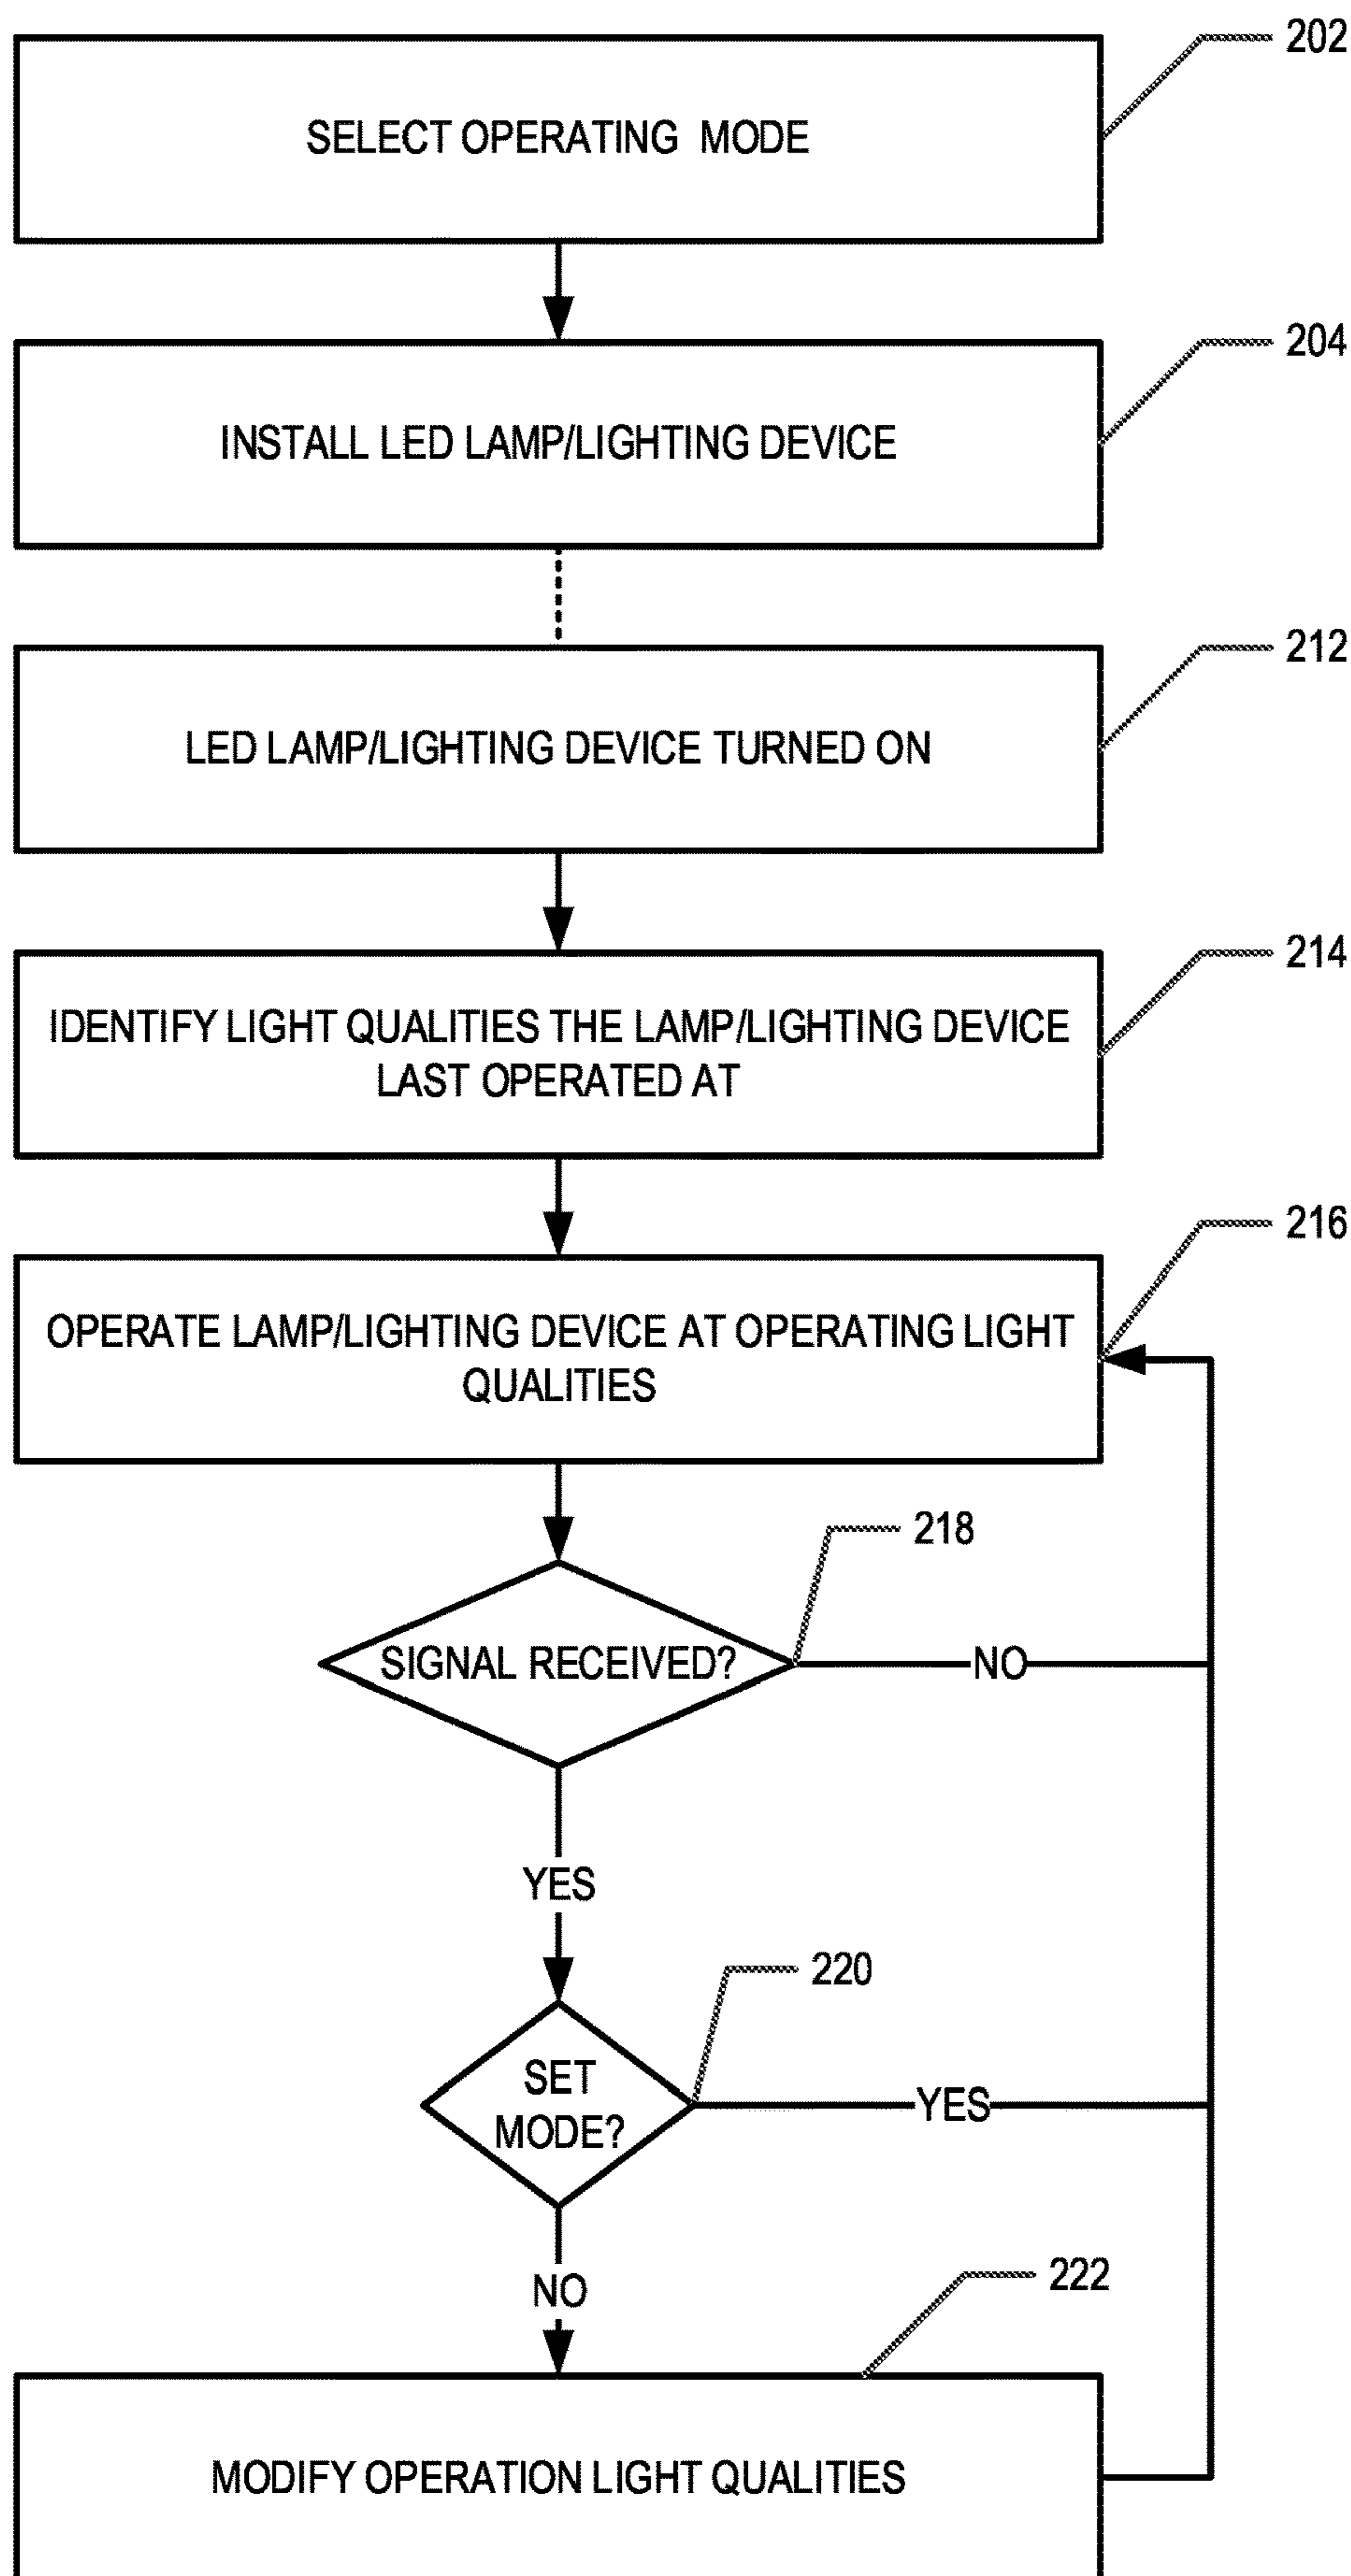 202
SELECT OPERATING MODE
204
INSTALL LED LAMP/LIGHTING DEVICE
212
LED LAMP/LIGHTING DEVICE TURNED ON
214
IDENTIFY LIGHT QUALITIES THE LAMP/LIGHTING DEVICE
LAST OPERATED AT
216
OPERATE LAMP/LIGHTING DEVICE AT OPERATING LIGHT
QUALITIES
218
SIGNAL RECEIVED?
NO
YES
220
SET
MODE?
YES
NO
222
MODIFY OPERATION LIGHT QUALITIES